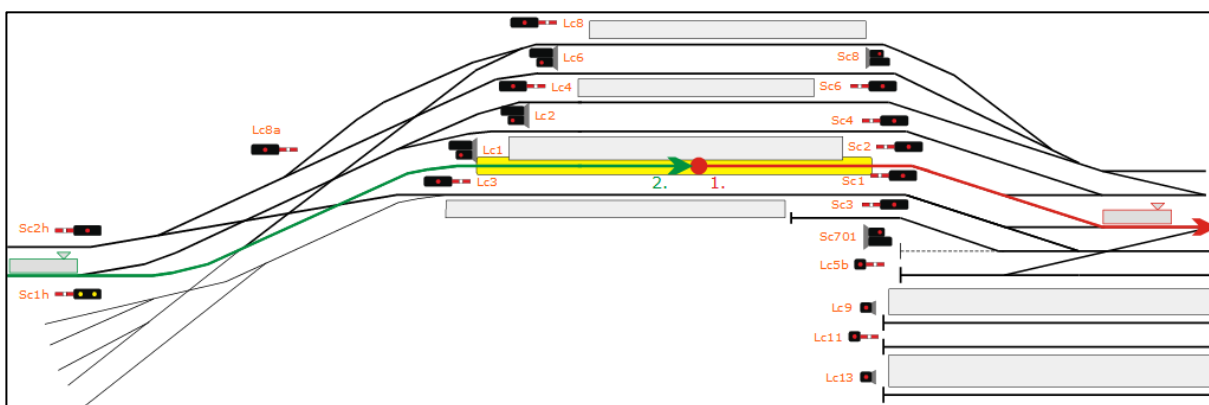 Lc8
Lc6
Sc8
Lc4
Sc6
Lc2
Sc4
Lc8a
Lc1
Sc2
Lc3
2.
1.
Sc1
Sc3
Sc2h
Sc701
Lc5b
Sc1h
Lc9
Lc11
Lc13